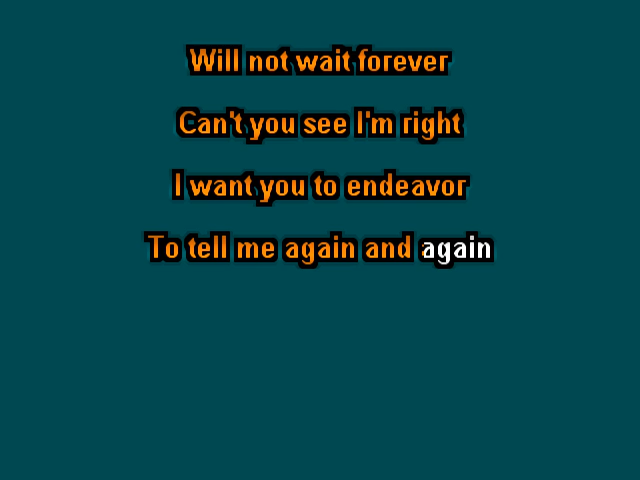 Will not wait forever
Can't you see I'm right
I want you to endeavor
To tell me again and again